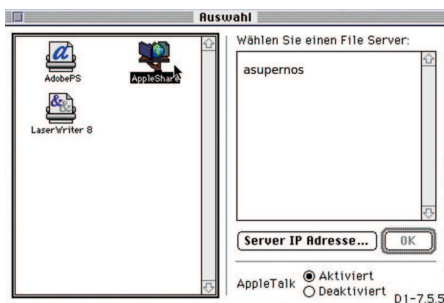 Auswahl
AdobePS
AppleShare
LaserWriter 8
Wählen Sie einen File Server:
asupernos
Server IP Adresse...
OK
AppleTalk
Aktiviert
Deaktiviert
D1-7.5.5